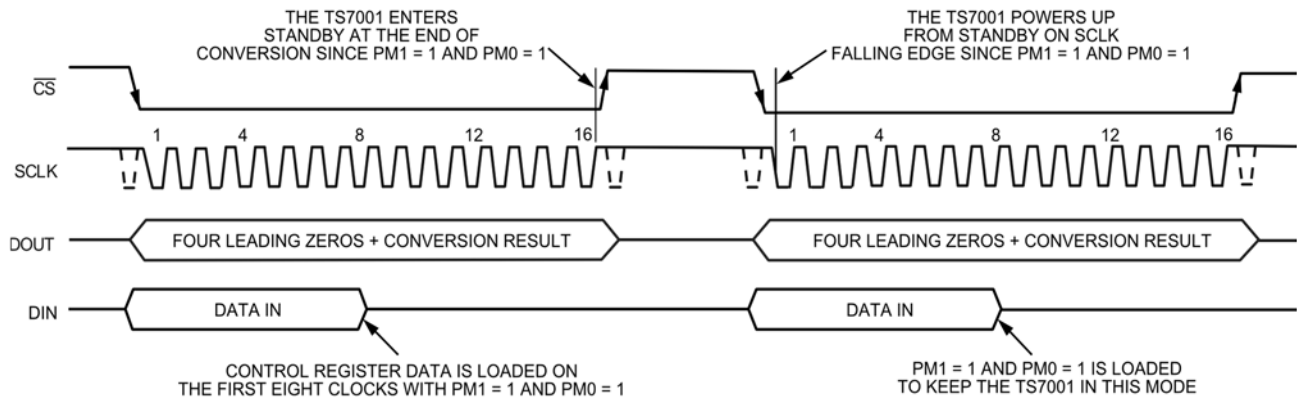 THE TS7001 ENTERS
STANDBY AT THE END OF
CONVERSION SINCE PM1 = 1 AND PM0 = 1
THE TS7001 POWERS UP
FROM STANDBY ON SCLK
FALLING EDGE SINCE PM1 = 1 AND PM0 = 1
CS
1 4 8 12 16 1 4 8 12 16
SCLK
DOUT FOUR LEADING ZEROS + CONVERSION RESULT FOUR LEADING ZEROS + CONVERSION RESULT
DIN DATA IN DATA IN
CONTROL REGISTER DATA IS LOADED ON
THE FIRST EIGHT CLOCKS WITH PM1 = 1 AND PM0 = 1
PM1 = 1 AND PM0 = 1 IS LOADED
TO KEEP THE TS7001 IN THIS MODE